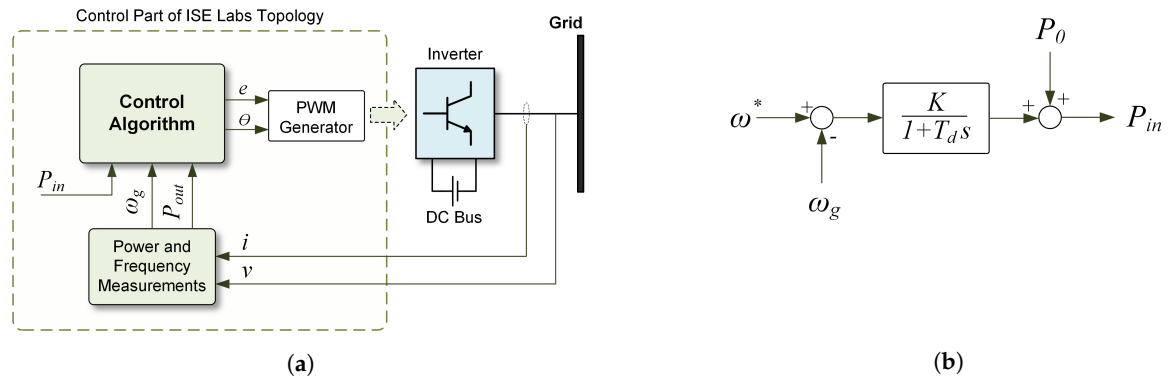 Control Part of ISE Labs Topology
Grid
Inverter
Control
Algorithm
e
θ
PWM
Generator
P_in
ω_g
P_out
DC Bus
Power and
Frequency
Measurements
i
v
(a)
P_0
ω*
+
-
K
1+T_d s
+
+
P_in
ω_g
(b)